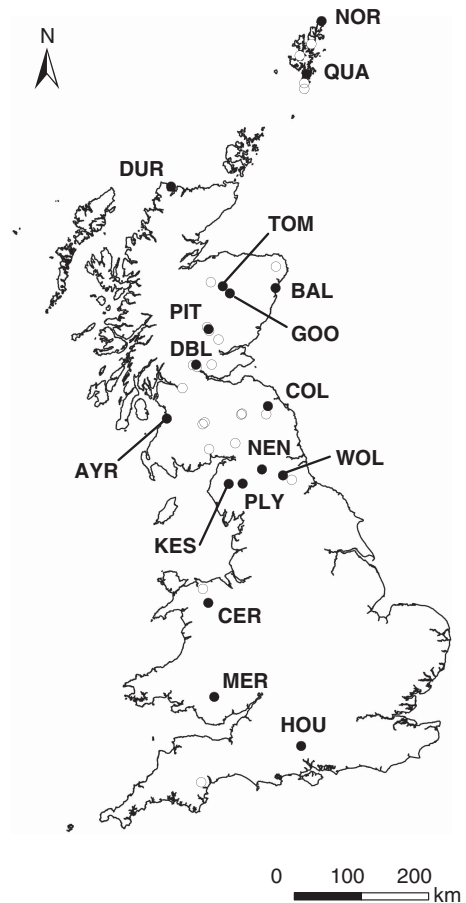 NOR
N
QUA
DUR
TOM
BAL
PIT
GOO
DBL
COL
NEN
WOL
AYR
PLY
KES
CER
MER
HOU
0 100 200
km